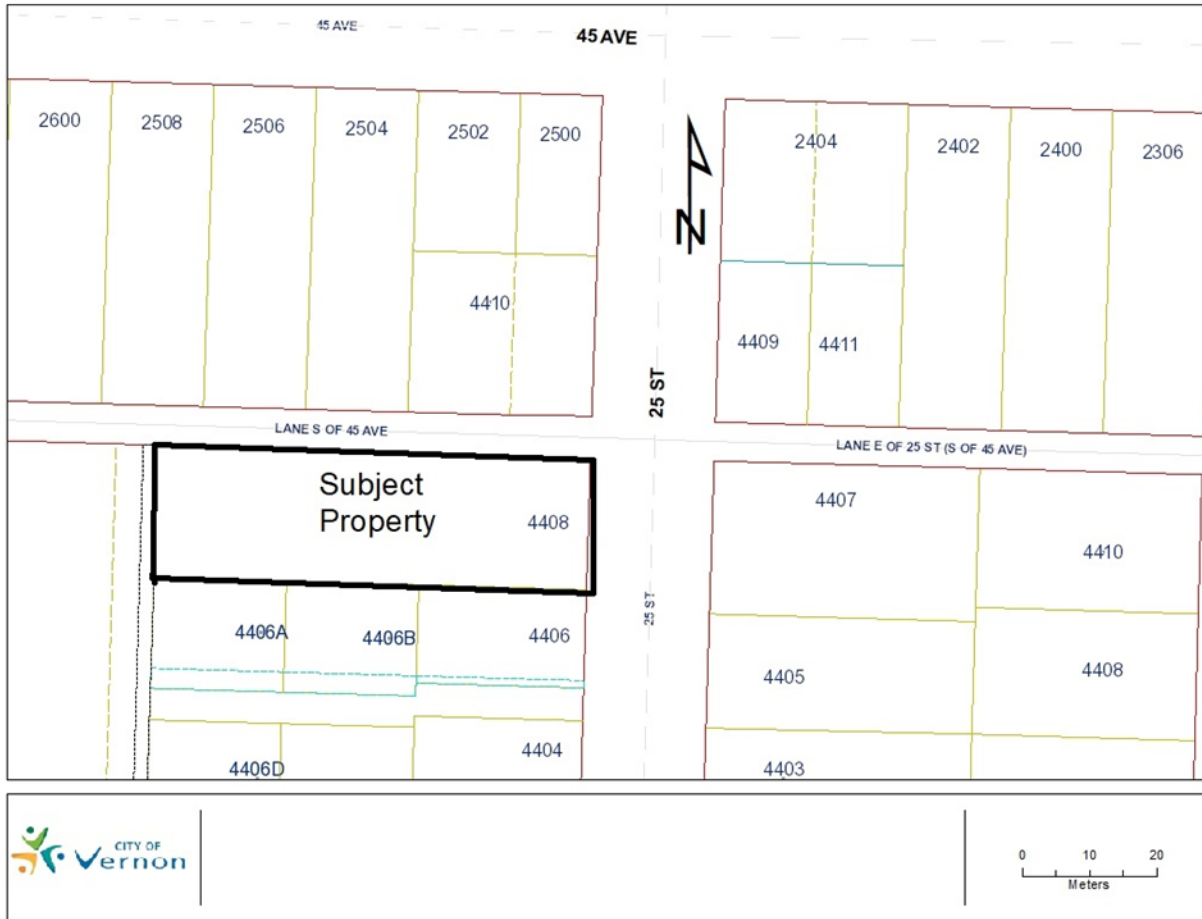 45 AVE
45 AVE
2600
2508
2506
2504
2502
2500
2404
2402
2400
2306
N
4410
4409
4411
25 ST
LANE S OF 45 AVE
LANE E OF 25 ST (S OF 45 AVE)
Subject
Property
4408
4407
4410
4406A
4406B
4406
25 ST
4405
4408
4406D
4404
4403
CITY OF
Vernon
0 10 20
Meters